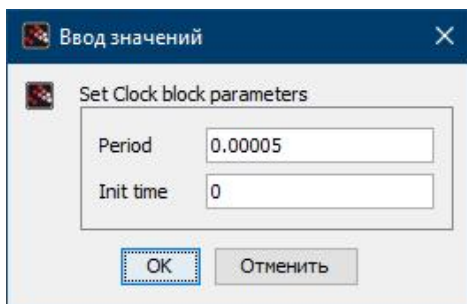 Ввод значений
Set Clock block parameters
Period 0.00005
Init time 0
OK Отменить